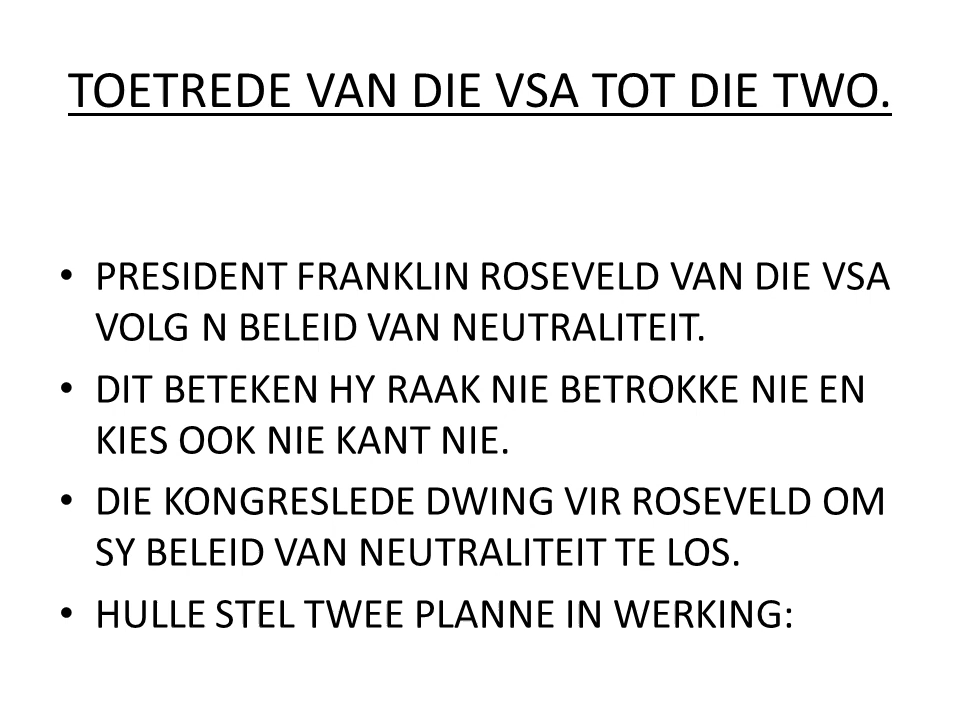 TOETREDE VAN DIE VSA TOT DIE TWO.
• PRESIDENT FRANKLIN ROSEVELD VAN DIE VSA
VOLG N BELEID VAN NEUTRALITEIT.
• DIT BETEKEN HY RAAK NIE BETROKKE NIE EN
KIES OOK NIE KANT NIE.
• DIE KONGRESLEDE DWING VIR ROSEVELD OM
SY BELEID VAN NEUTRALITEIT TE LOS.
• HULLE STEL TWEE PLANNE IN WERKING: